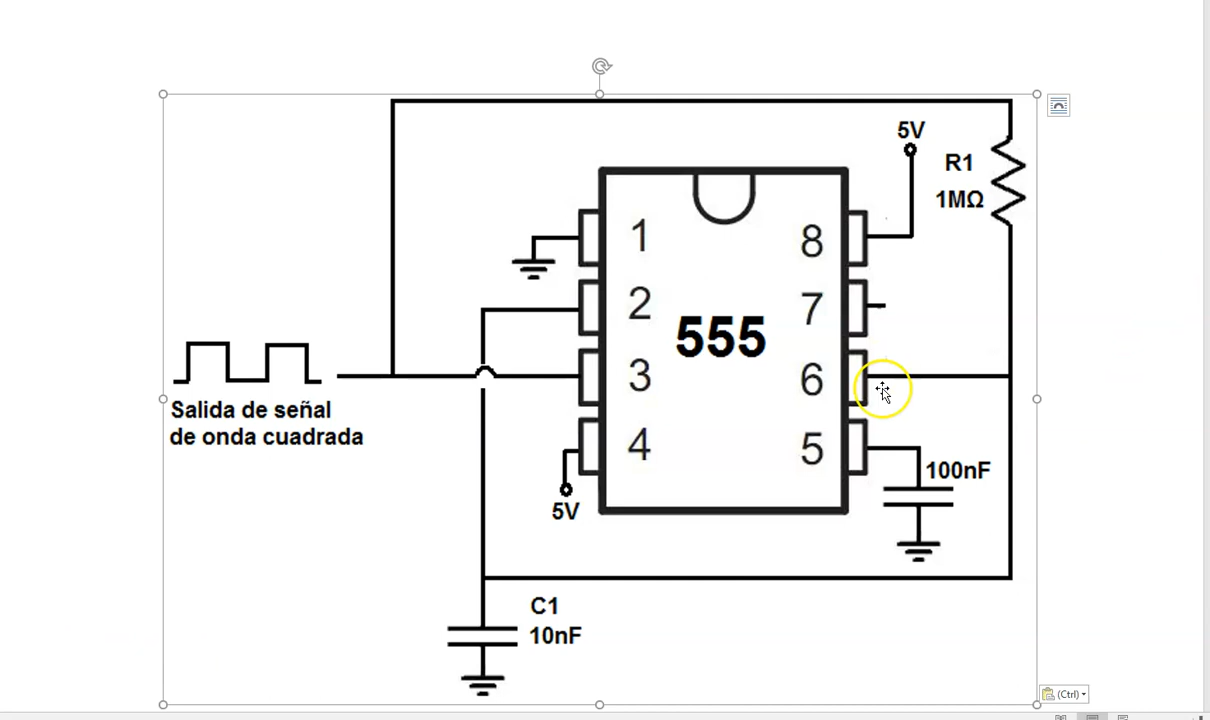 5V
R1
1MΩ
1
8
2
7
555
3
6
Salida de señal
de onda cuadrada
4
5
100nF
5V
C1
10nF
(Ctrl)